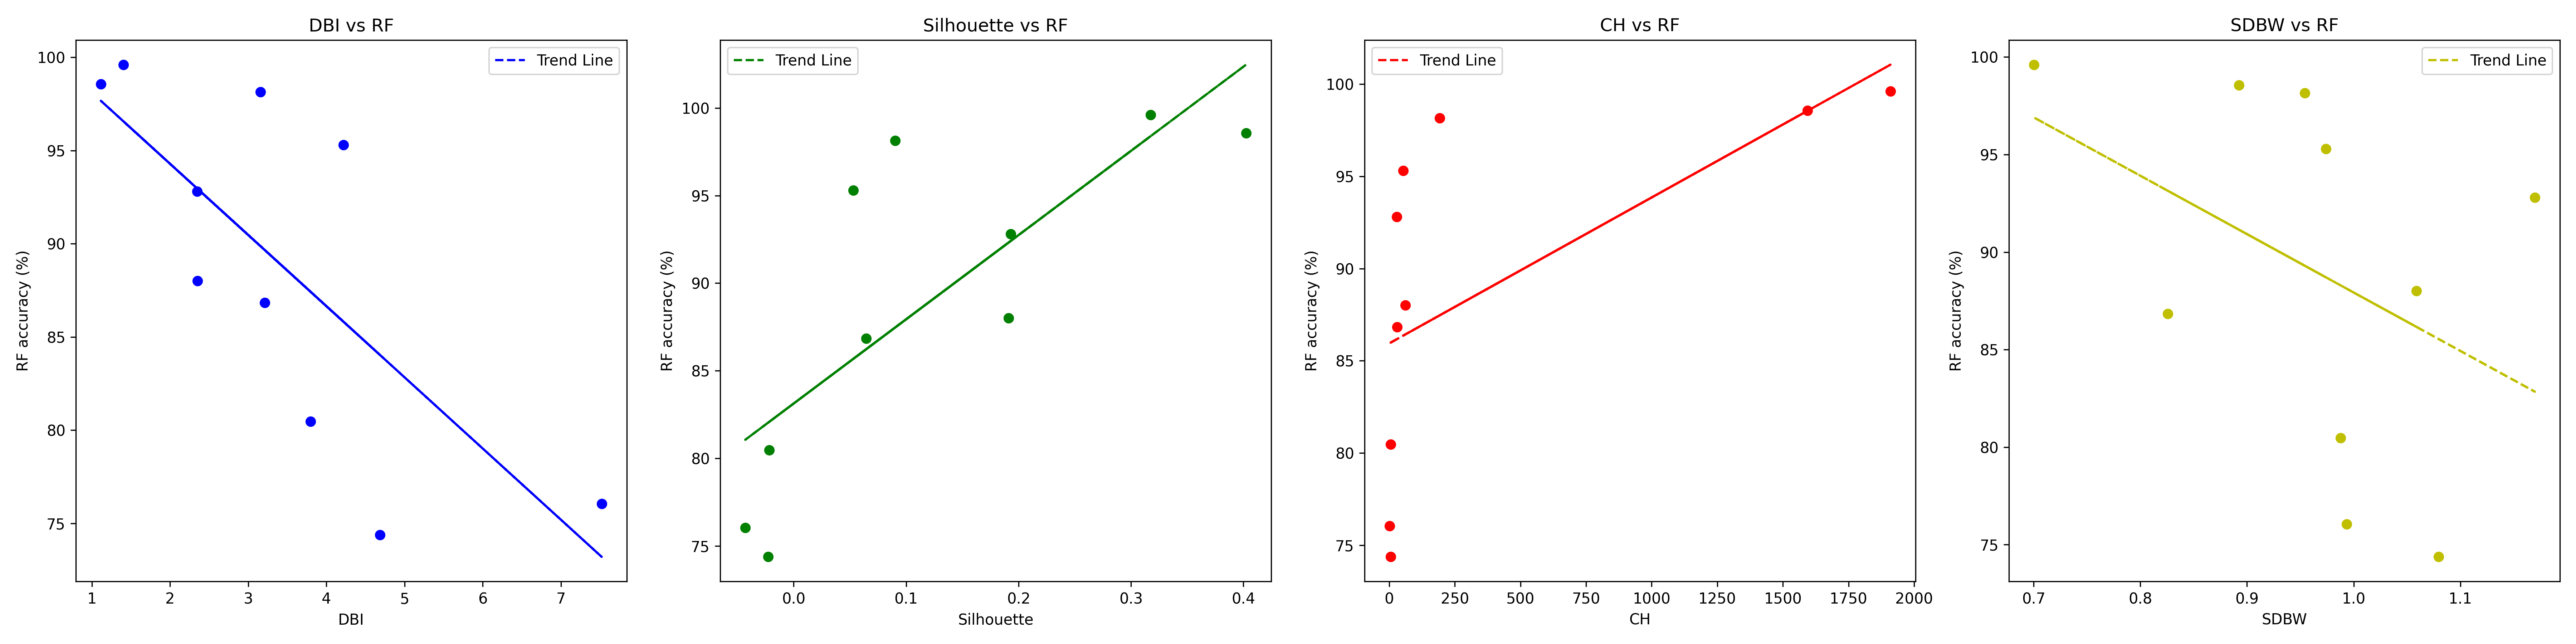 DBI vs RF
Trend Line
100
95
90
85
80
75
RF accuracy (%)
1 2 3 4 5 6 7
DBI
Silhouette vs RF
Trend Line
100
95
90
85
80
75
RF accuracy (%)
0.0 0.1 0.2 0.3 0.4
Silhouette
CH vs RF
Trend Line
100
95
90
85
80
75
RF accuracy (%)
0 250 500 750 1000 1250 1500 1750 2000
CH
SDBW vs RF
Trend Line
100
95
90
85
80
75
RF accuracy (%)
0.7 0.8 0.9 1.0 1.1
SDBW